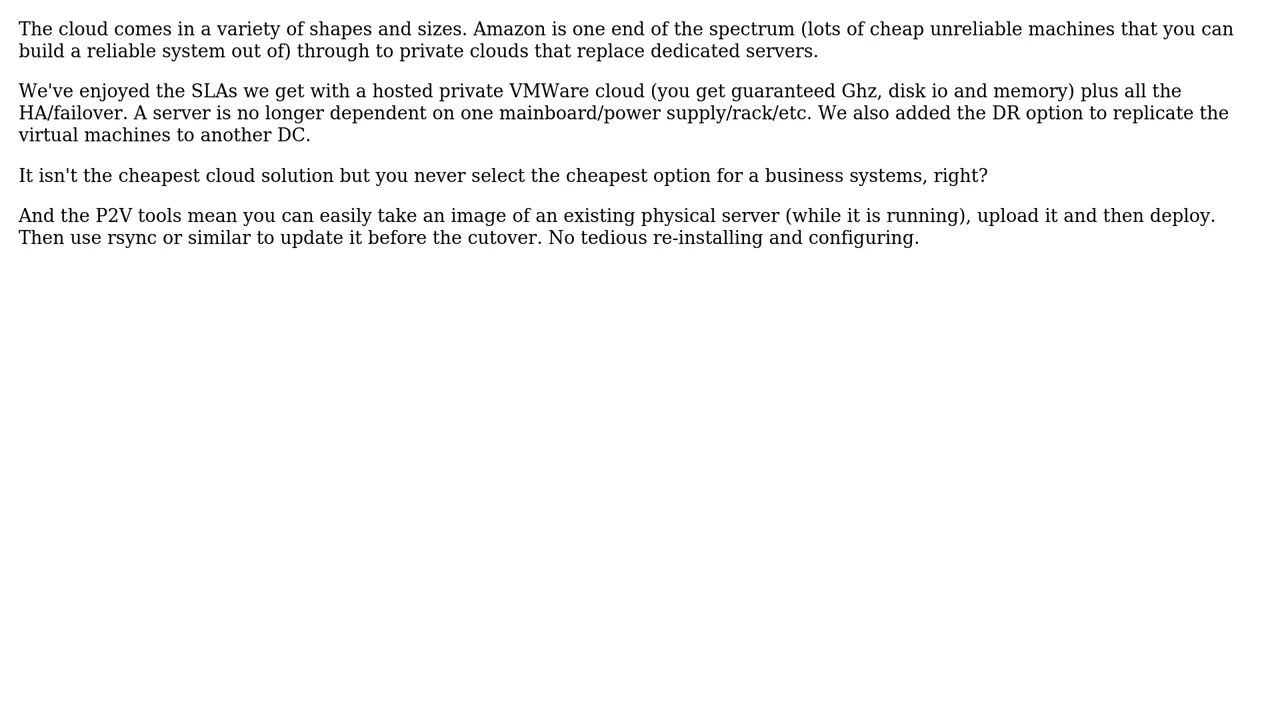 The cloud comes in a variety of shapes and sizes. Amazon is one end of the spectrum (lots of cheap unreliable machines that you can
build a reliable system out of) through to private clouds that replace dedicated servers.
We've enjoyed the SLAs we get with a hosted private VMWare cloud (you get guaranteed Ghz, disk io and memory) plus all the
HA/failover. A server is no longer dependent on one mainboard/power supply/rack/etc. We also added the DR option to replicate the
virtual machines to another DC.
It isn't the cheapest cloud solution but you never select the cheapest option for a business systems, right?
And the P2V tools mean you can easily take an image of an existing physical server (while it is running), upload it and then deploy.
Then use rsync or similar to update it before the cutover. No tedious re-installing and configuring.